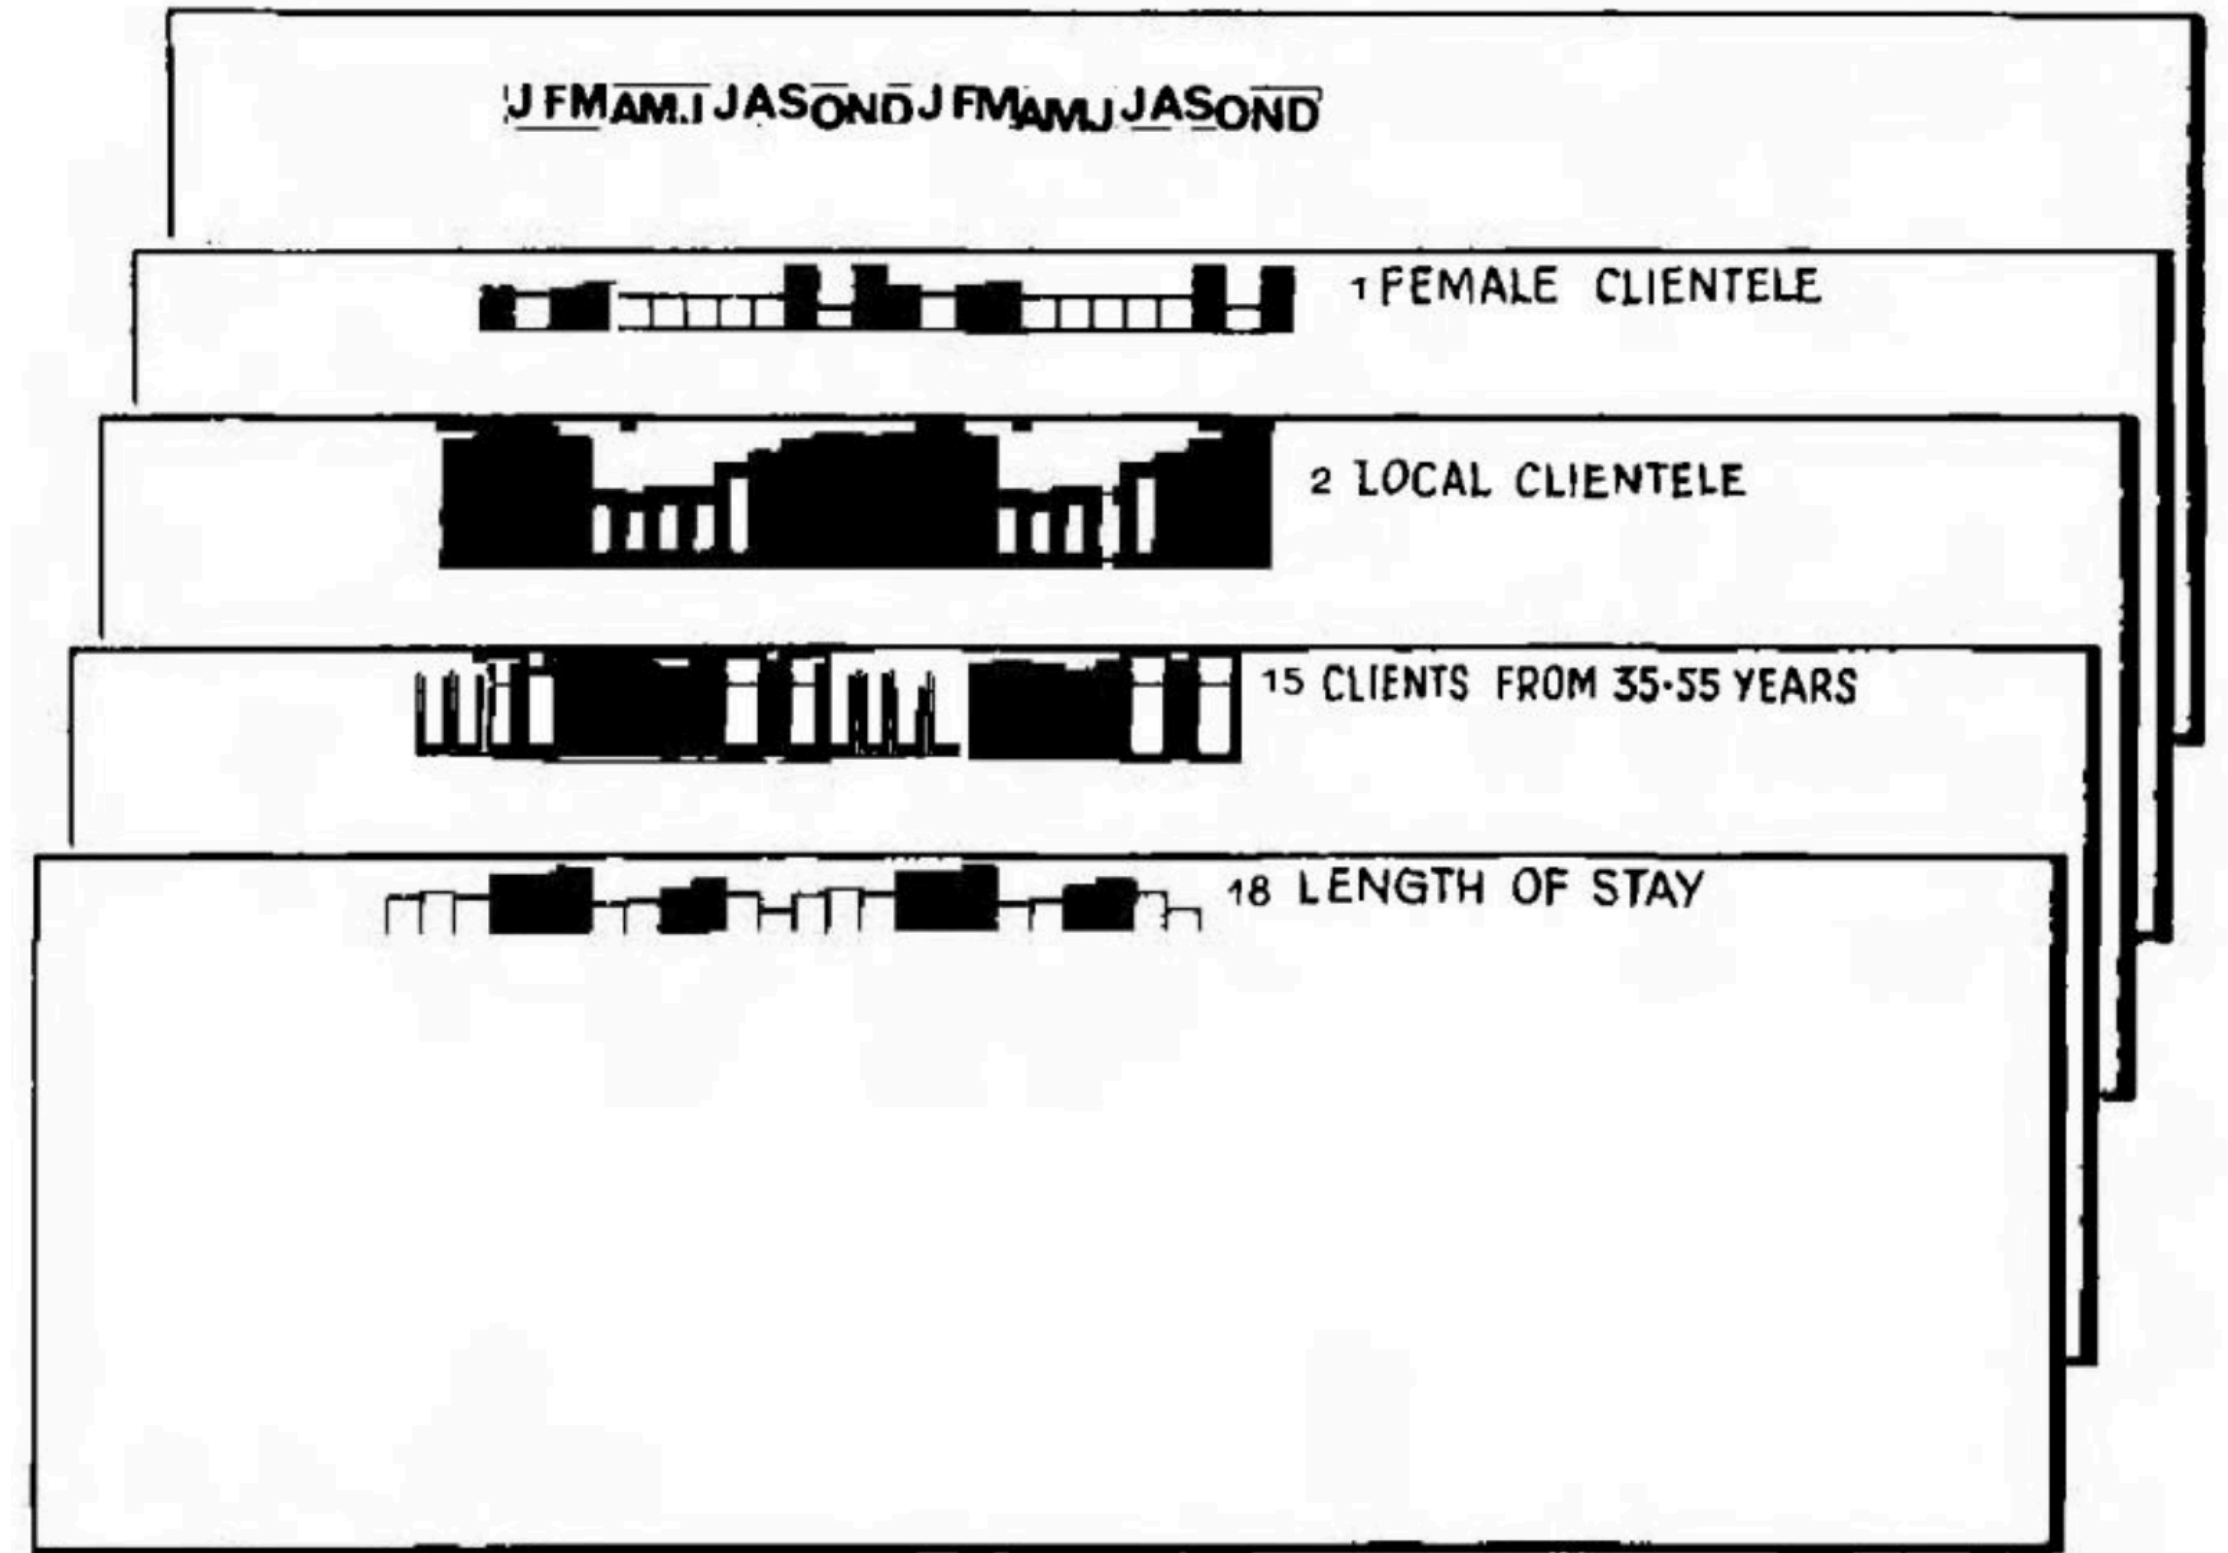 J F M A M J J A S O N D J F M A M J J A S O N D
1 FEMALE CLIENTELE
2 LOCAL CLIENTELE
15 CLIENTS FROM 35-55 YEARS
18 LENGTH OF STAY